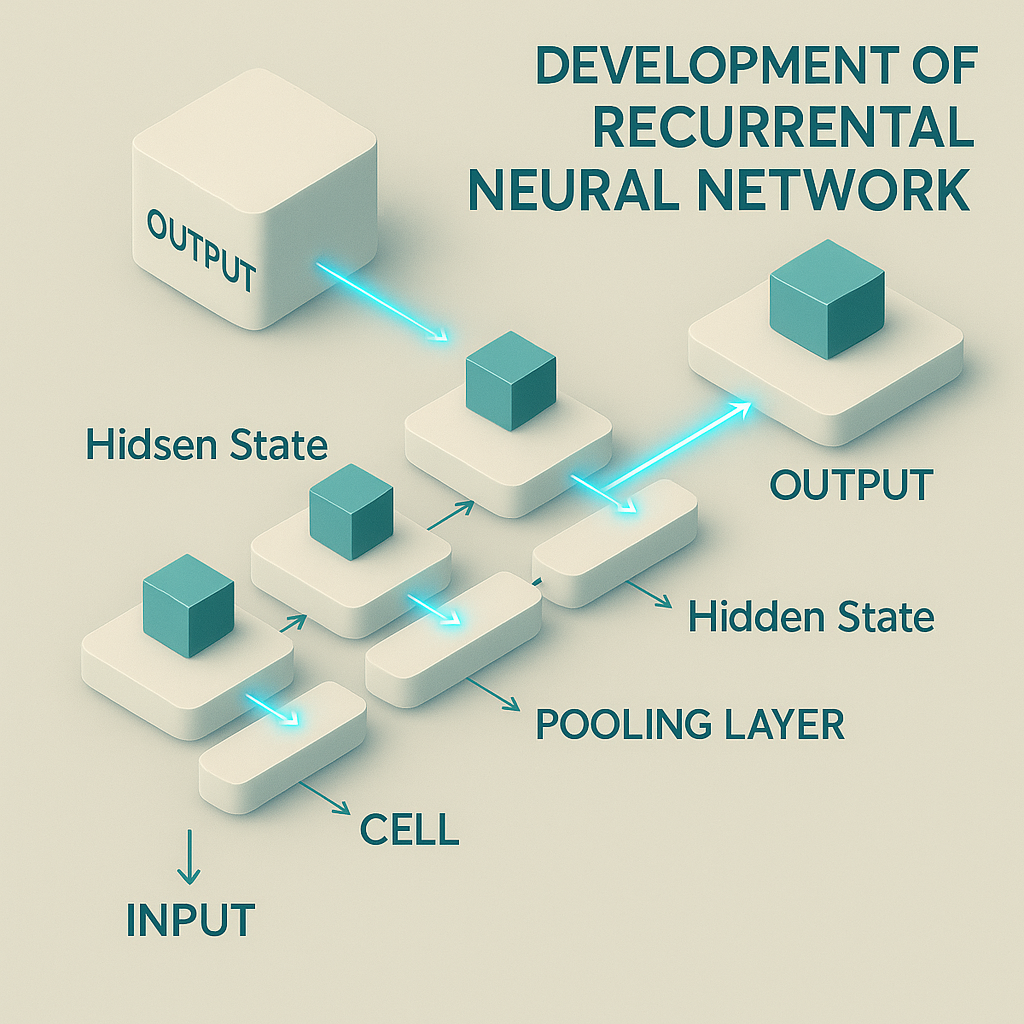 DEVELOPMENT OF
RECURRENTAL
NEURAL NETWORK
OUTPUT
Hidsen State
OUTPUT
Hidden State
POOLING LAYER
CELL
INPUT